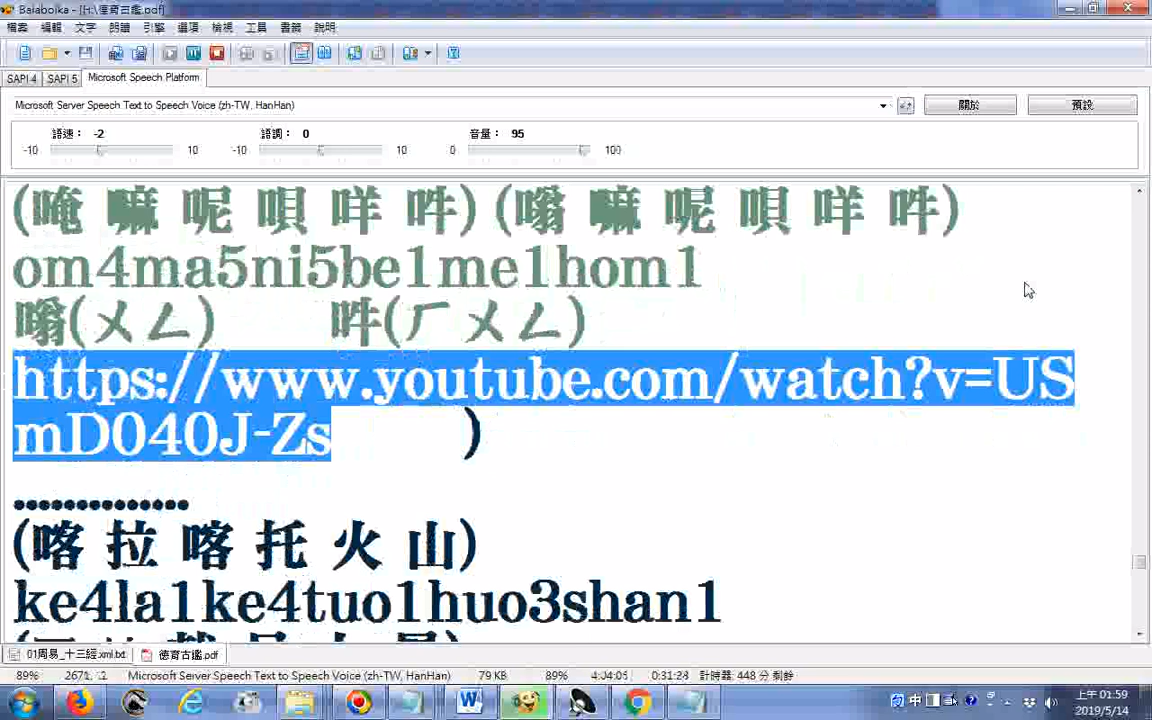 Balabolka - [H:\德育古鑑.pdf]
檔案 編輯 文字 朗讀 引擎 選項 檢視 工具 書籤 說明
SAPI 4 SAPI 5 Microsoft Speech Platform
Microsoft Server Speech Text to Speech Voice (zh-TW, HanHan) 關於 預設
語速： -2 語調： 0 音量： 95
-10 10 -10 10 0 100
(唵 嘛 呢 唄 咩 吽) (嗡 嘛 呢 唄 咩 吽)
om4ma5ni5be1me1hom1
嗡(ㄨㄥ) 吽(ㄏㄨㄥ)
https://www.youtube.com/watch?v=US
mD040J-Zs )
..............
(喀 拉 喀 托 火 山)
ke4la1ke4tuo1huo3shan1
01周易_十三經.xml.txt 德育古鑑.pdf
89% Microsoft Server Speech Text to Speech Voice (zh-TW, HanHan) 79 KB 89% 4:04:05 0:31:28 計時器: 448 分 剩餘
中 上午 01:59
2019/5/14